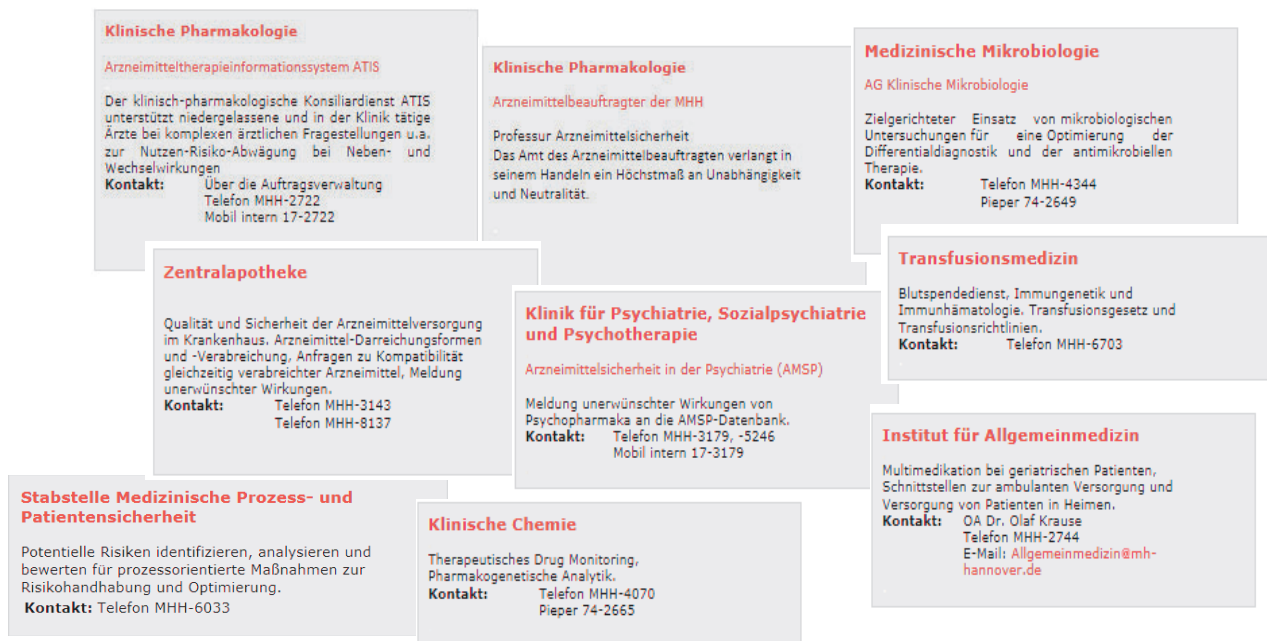 Klinische Pharmakologie
Arzneimitteltherapieinformationssystem ATIS
Der klinisch-pharmakologische Konsiliardienst ATIS
unterstützt niedergelassene und in der Klinik tätige
Ärzte bei komplexen ärztlichen Fragestellungen u.a.
zur Nutzen-Risiko-Abwägung bei Neben- und
Wechselwirkungen
Kontakt: Über die Auftragsverwaltung
Telefon MHH-2722
Mobil intern 17-2722
Klinische Pharmakologie
Arzneimittelbeauftragter der MHH
Professur Arzneimittelsicherheit
Das Amt des Arzneimittelbeauftragten verlangt in
seinem Handeln ein Höchstmaß an Unabhängigkeit
und Neutralität.
Medizinische Mikrobiologie
AG Klinische Mikrobiologie
Zielgerichteter Einsatz von mikrobiologischen
Untersuchungen für eine Optimierung der
Differentialdiagnostik und der antimikrobiellen
Therapie.
Kontakt: Telefon MHH-4344
Pieper 74-2649
Zentralapotheke
Qualität und Sicherheit der Arzneimittelversorgung
im Krankenhaus. Arzneimittel-Darreichungsformen
und -Verabreichung, Anfragen zu Kompatibilität
gleichzeitig verabreichter Arzneimittel, Meldung
unerwünschter Wirkungen.
Kontakt: Telefon MHH-3143
Telefon MHH-8137
Klinik für Psychiatrie, Sozialpsychiatrie
und Psychotherapie
Arzneimittelsicherheit in der Psychiatrie (AMSP)
Meldung unerwünschter Wirkungen von
Psychopharmaka an die AMSP-Datenbank.
Kontakt: Telefon MHH-3179, -5246
Mobil intern 17-3179
Transfusionsmedizin
Blutspendedienst, Immungenetik und
Immunhämatologie. Transfusionsgesetz und
Transfusionsrichtlinien.
Kontakt: Telefon MHH-6703
Stabstelle Medizinische Prozess- und
Patientensicherheit
Potentielle Risiken identifizieren, analysieren und
bewerten für prozessorientierte Maßnahmen zur
Risikohandhabung und Optimierung.
Kontakt: Telefon MHH-6033
Klinische Chemie
Therapeutisches Drug Monitoring,
Pharmakogenetische Analytik.
Kontakt: Telefon MHH-4070
Pieper 74-2665
Institut für Allgemeinmedizin
Multimedikation bei geriatrischen Patienten,
Schnittstellen zur ambulanten Versorgung und
Versorgung von Patienten in Heimen.
Kontakt: OA Dr. Olaf Krause
Telefon MHH-2744
E-Mail: Allgemeinmedizin@mh-
hannover.de